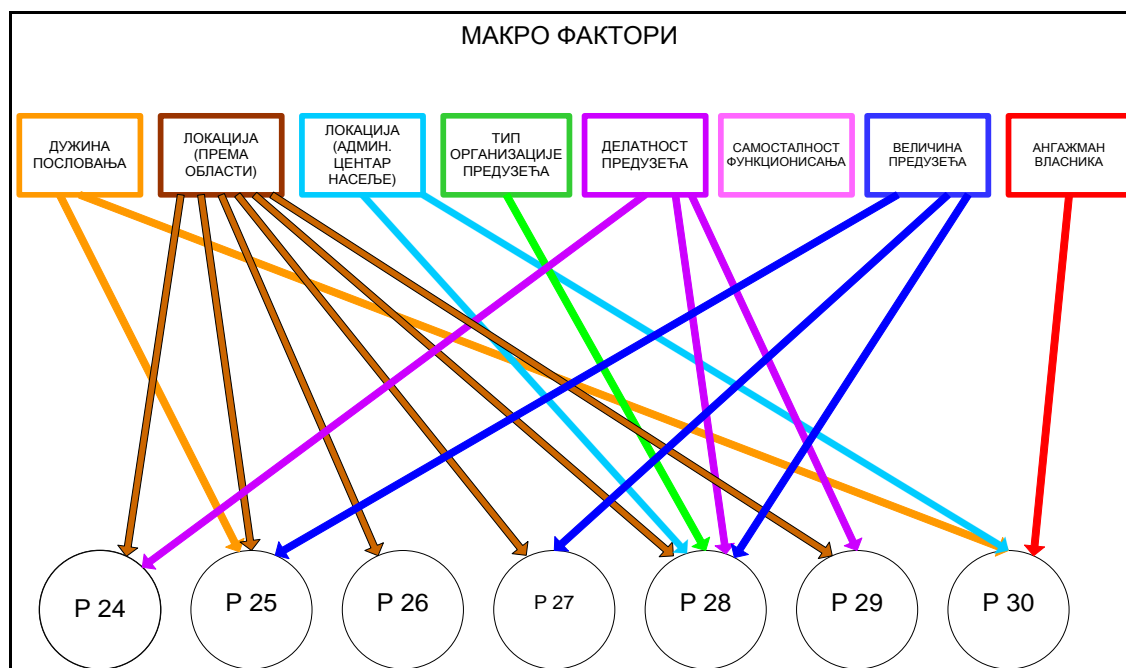 МАКРО ФАКТОРИ
ДУЖИНА
ПОСЛОВАЊА
ЛОКАЦИЈА
(ПРЕМА
ОБЛАСТИ)
ЛОКАЦИЈА
(АДМИН.
ЦЕНТАР
НАСЕЉЕ)
ТИП
ОРГАНИЗАЦИЈЕ
ПРЕДУЗЕЋА
ДЕЛАТНОСТ
ПРЕДУЗЕЋА
САМОСТАЛНОСТ
ФУНКЦИОНИСАЊА
ВЕЛИЧИНА
ПРЕДУЗЕЋА
АНГАЖМАН
ВЛАСНИКА
Р 24
Р 25
Р 26
Р 27
Р 28
Р 29
Р 30